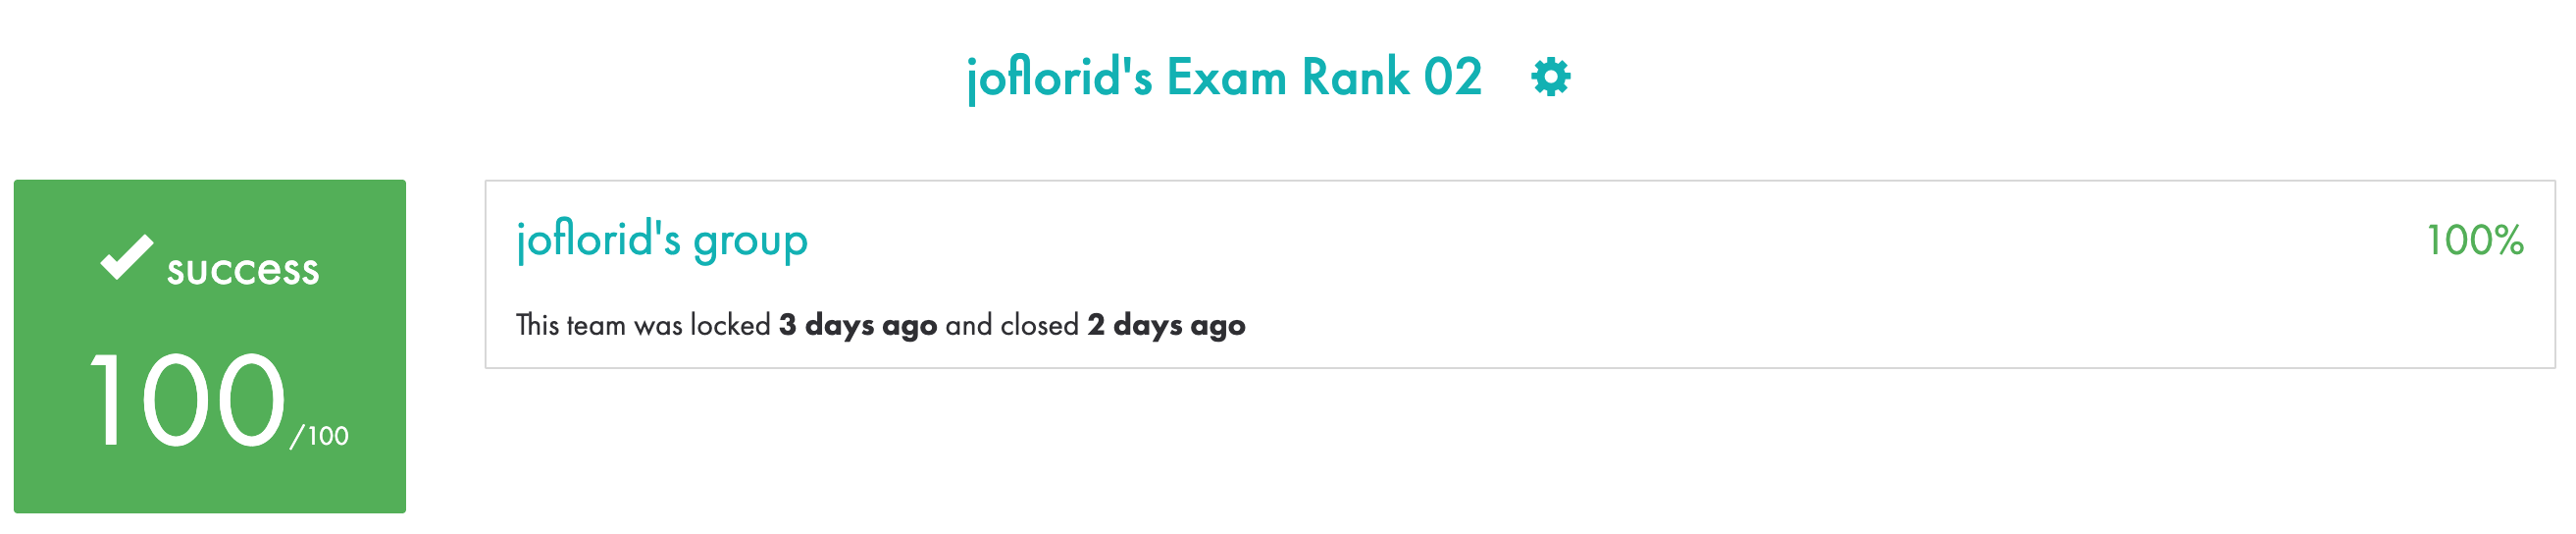 joflorid's Exam Rank 02
success
100/100
joflorid's group
100%
This team was locked 3 days ago and closed 2 days ago